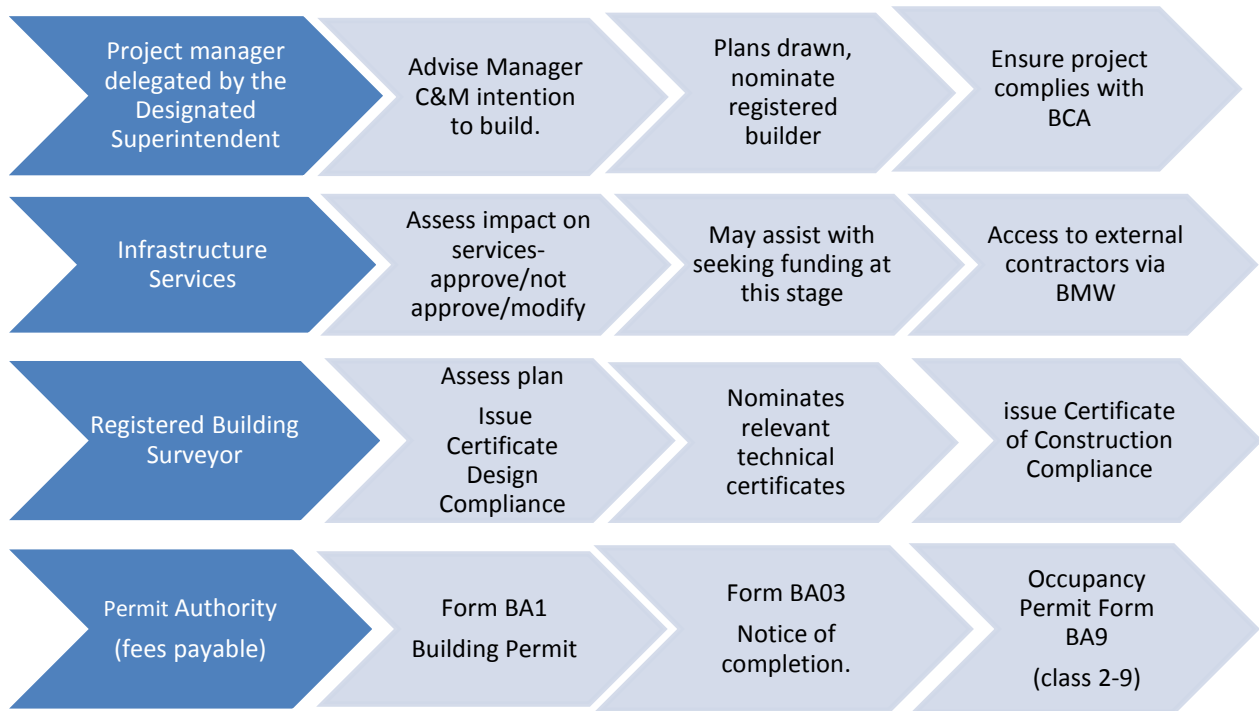 Project manager
delegated by the
Designated
Superintendent
Advise Manager
C&M intention
to build.
Plans drawn,
nominate
registered
builder
Ensure project
complies with
BCA
Infrastructure
Services
Assess impact on
services-
approve/not
approve/modify
May assist with
seeking funding at
this stage
Access to external
contractors via
BMW
Registered Building
Surveyor
Assess plan
Issue
Certificate
Design
Compliance
Nominates
relevant
technical
certificates
issue Certificate
of Construction
Compliance
Permit Authority
(fees payable)
Form BA1
Building Permit
Form BA03
Notice of
completion.
Occupancy
Permit Form
BA9
(class 2-9)